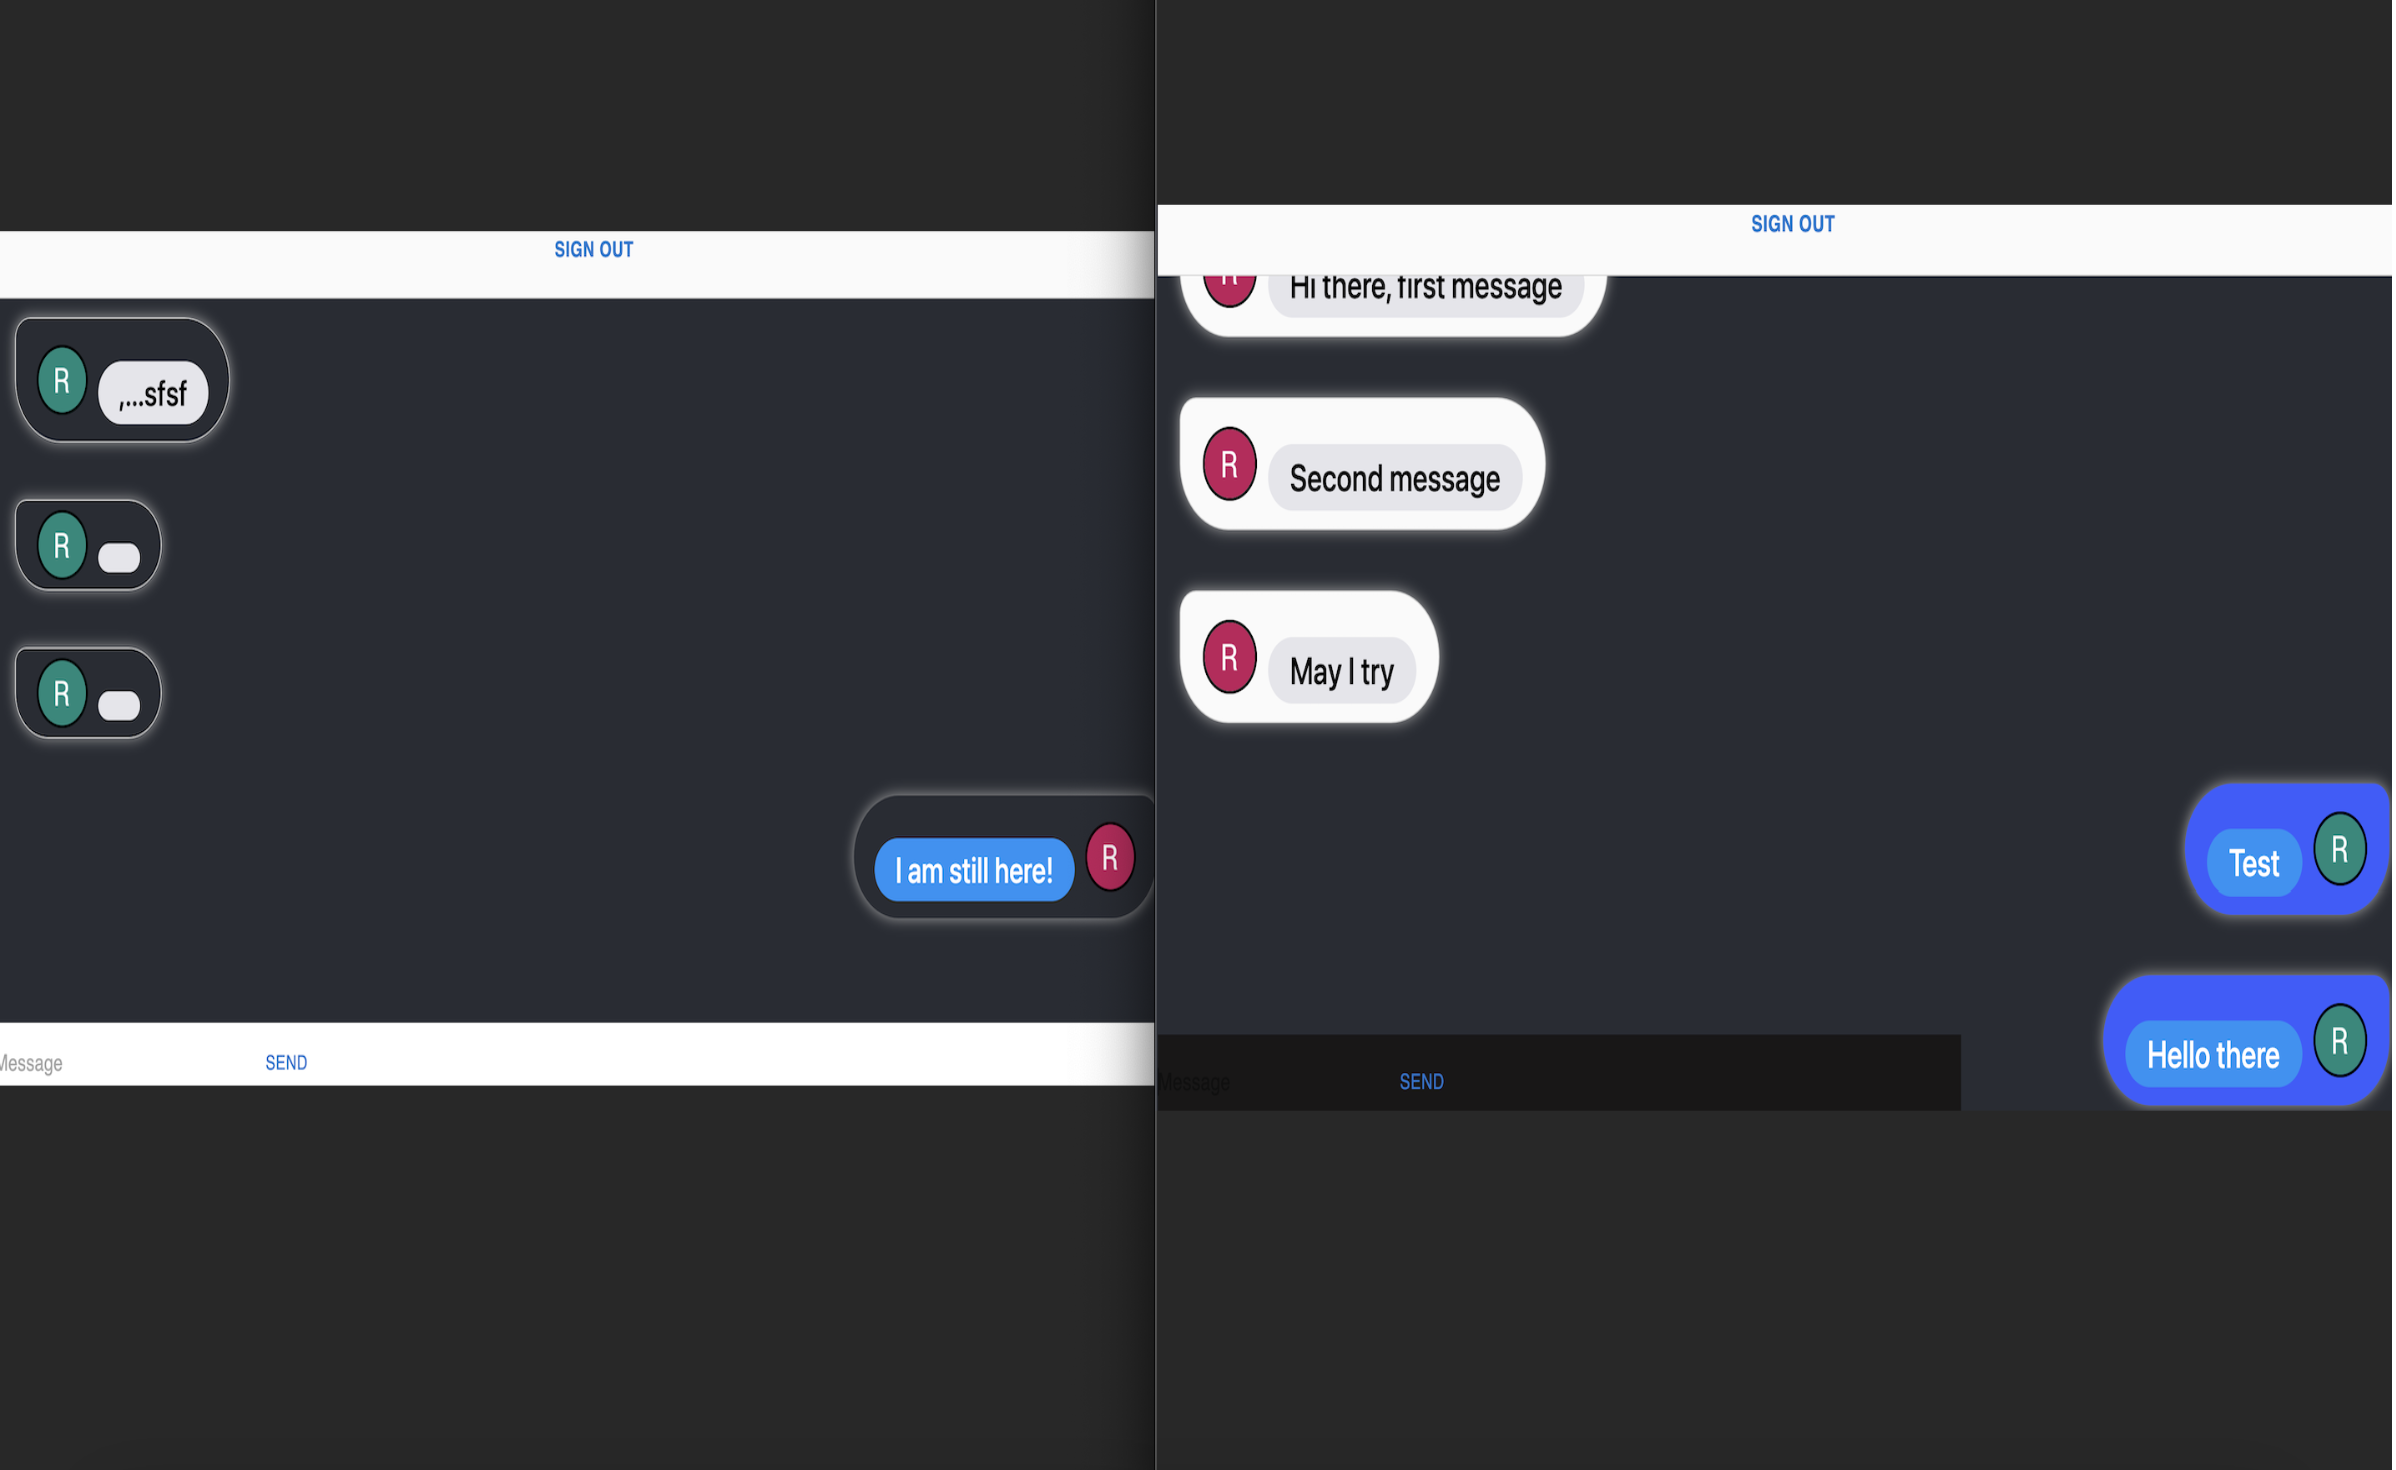 SIGN OUT
R
,...sfsf
R
R
I am still here!
R
Message
SEND
SIGN OUT
R
Hi there, first message
R
Second message
R
May I try
Test
R
Hello there
R
Message
SEND